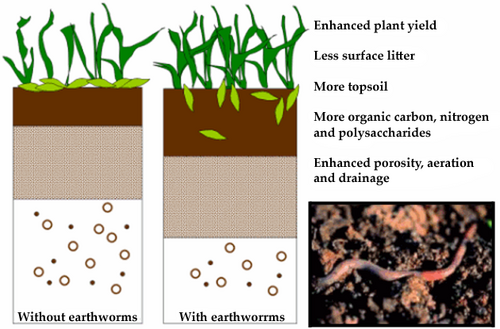 Enhanced plant yield
Less surface litter
More topsoil
More organic carbon, nitrogen
and polysaccharides
Enhanced porosity, aeration
and drainage
Without earthworms
With earthworrms